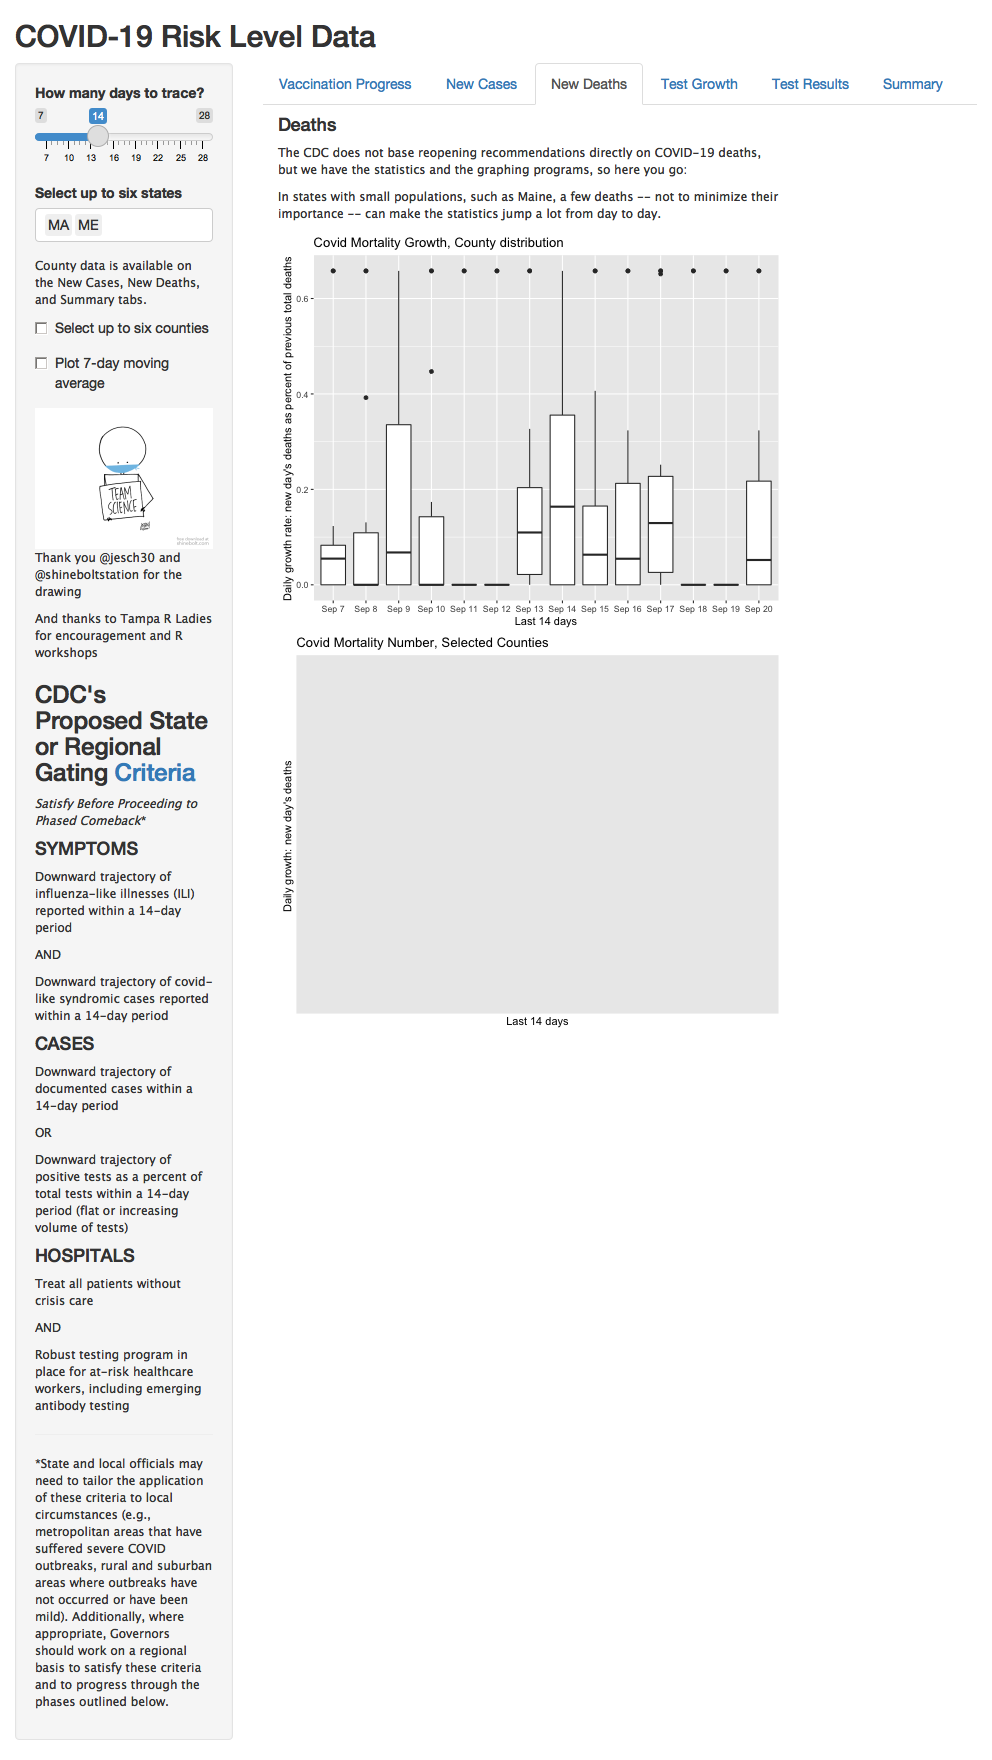 COVID-19 Risk Level Data
How many days to trace?
7 14 28
7 10 13 16 19 22 25 28
Select up to six states
MA ME
County data is available on
the New Cases, New Deaths,
and Summary tabs.
Select up to six counties
Plot 7-day moving
average
TEAM
SCIENCE
Thank you @jesch30 and
@shineboltstation for the
drawing
And thanks to Tampa R Ladies
for encouragement and R
workshops
CDC's
Proposed State
or Regional
Gating Criteria
Satisfy Before Proceeding to
Phased Comeback*
SYMPTOMS
Downward trajectory of
influenza-like illnesses (ILI)
reported within a 14-day
period
AND
Downward trajectory of covid-
like syndromic cases reported
within a 14-day period
CASES
Downward trajectory of
documented cases within a
14-day period
OR
Downward trajectory of
positive tests as a percent of
total tests within a 14-day
period (flat or increasing
volume of tests)
HOSPITALS
Treat all patients without
crisis care
AND
Robust testing program in
place for at-risk healthcare
workers, including emerging
antibody testing
*State and local officials may
need to tailor the application
of these criteria to local
circumstances (e.g.,
metropolitan areas that have
suffered severe COVID
outbreaks, rural and suburban
areas where outbreaks have
not occurred or have been
mild). Additionally, where
appropriate, Governors
should work on a regional
basis to satisfy these criteria
and to progress through the
phases outlined below.
Vaccination Progress New Cases New Deaths Test Growth Test Results Summary
Deaths
The CDC does not base reopening recommendations directly on COVID-19 deaths,
but we have the statistics and the graphing programs, so here you go:
In states with small populations, such as Maine, a few deaths -- not to minimize their
importance -- can make the statistics jump a lot from day to day.
Covid Mortality Growth, County distribution
Daily growth rate: new day's deaths as percent of previous total deaths
0.6
0.4
0.2
0.0
Sep 7 Sep 8 Sep 9 Sep 10 Sep 11 Sep 12 Sep 13 Sep 14 Sep 15 Sep 16 Sep 17 Sep 18 Sep 19 Sep 20
Last 14 days
Covid Mortality Number, Selected Counties
Daily growth: new day's deaths
Last 14 days